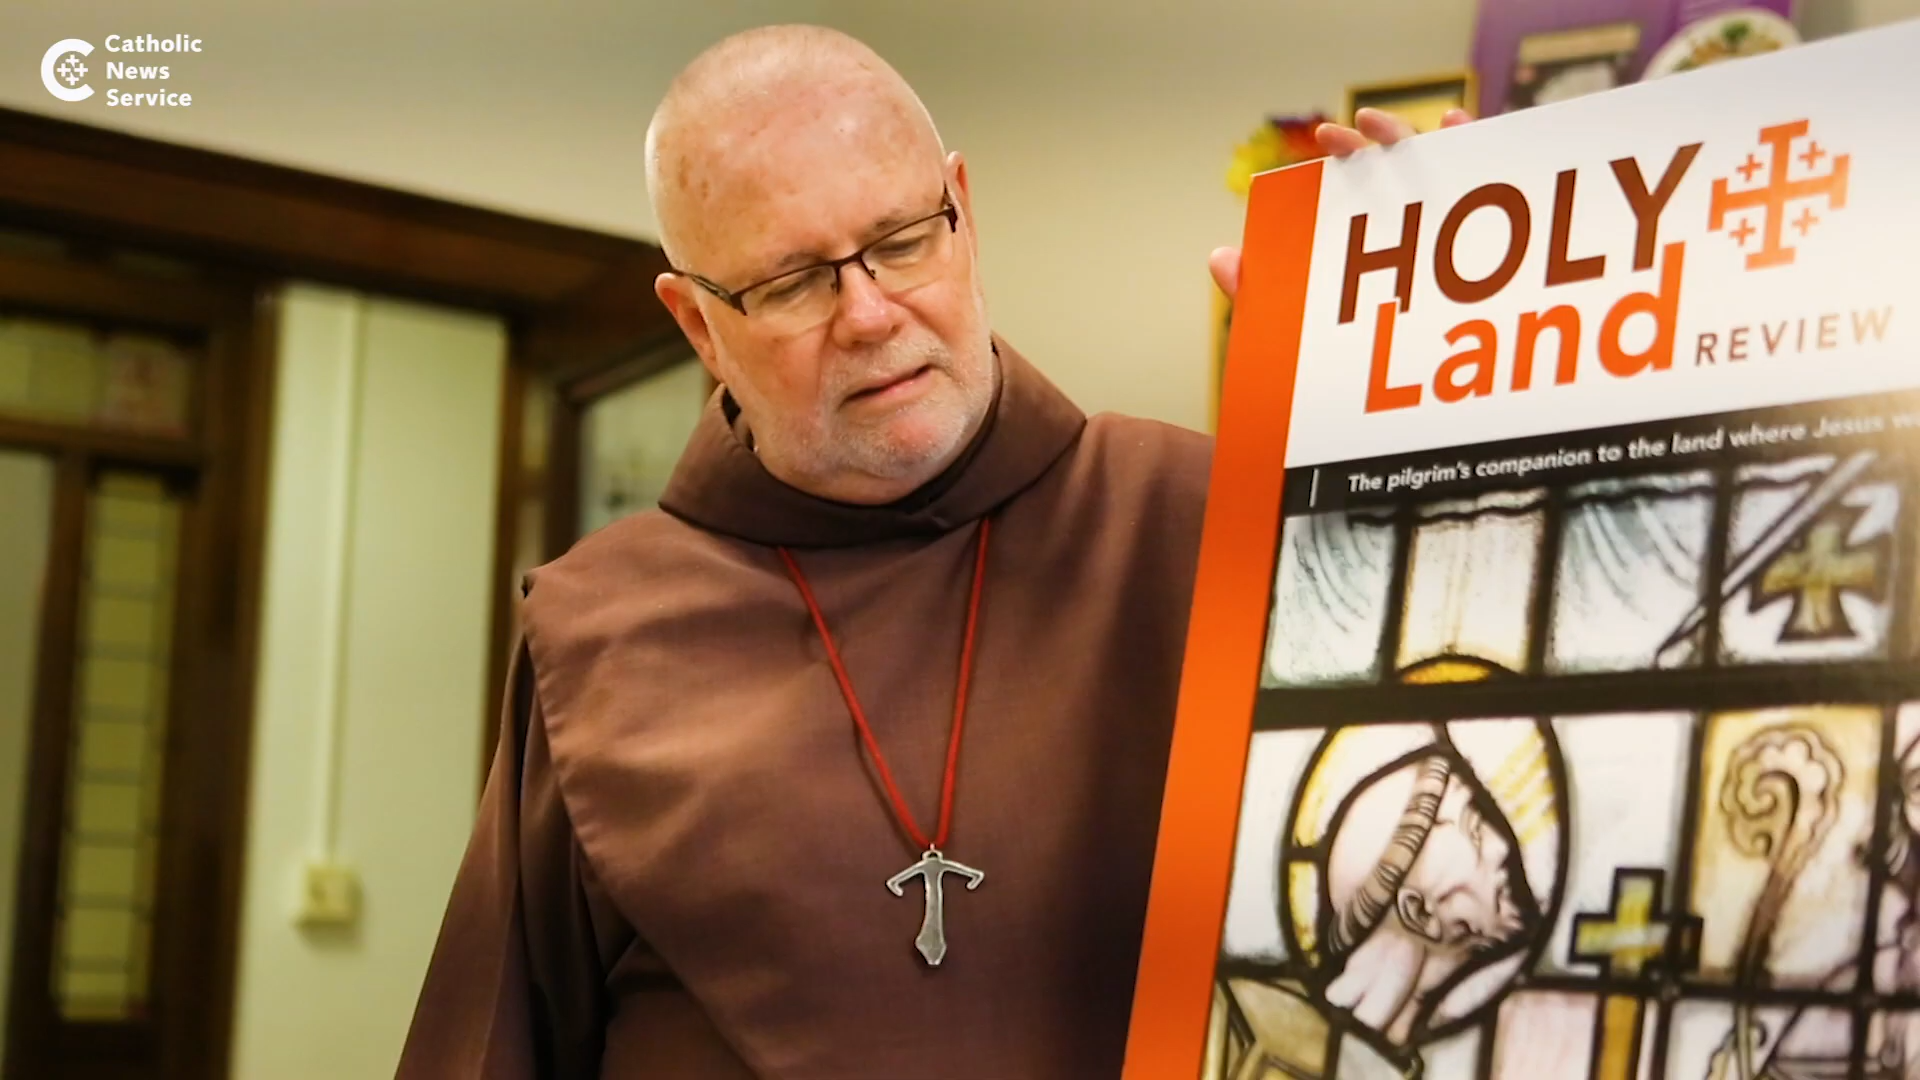 Catholic
News
Service
HOLY
Land REVIEW
The pilgrim's companion to the land where Jesus